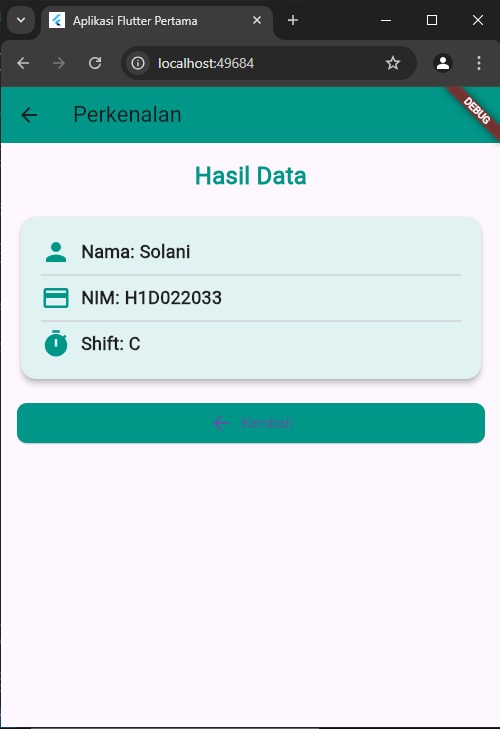 Aplikasi Flutter Pertama
localhost:49684
Perkenalan
DEBUG
Hasil Data
Nama: Solani
NIM: H1D022033
Shift: C
Kembali